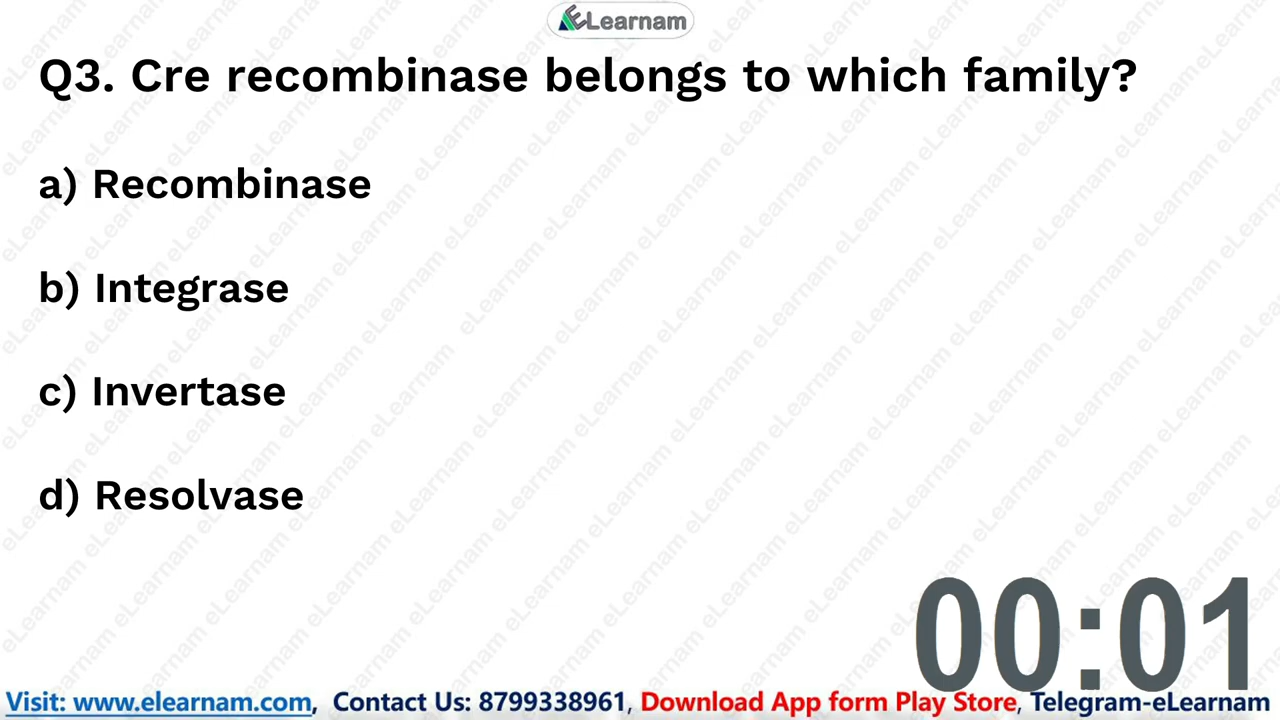 eLearnam
Q3. Cre recombinase belongs to which family?
a) Recombinase
b) Integrase
c) Invertase
d) Resolvase
00:01
Visit: www.elearnam.com, Contact Us: 8799338961, Download App form Play Store, Telegram-eLearnam